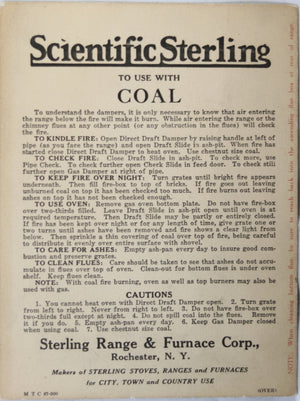 Scientific Sterling
TO USE WITH
COAL
To understand the dampers, it is only necessary to know that air entering
the range below the fire will make it burn. While air entering the range or the
chimney flues at any other point (or any obstruction in the flues) will check
the fire.
TO KINDLE FIRE: Open Direct Draft Damper by raising handle at left of
pipe (as you face the range) and open Draft Slide in ash-pit. When fire has
started close Direct Draft Damper to heat oven. Use chestnut size coal.
TO CHECK FIRE: Close Draft Slide in ash-pit. To check more, use
Pipe Check. To check further open Check Slide in feed door. To check still
further open Gas Damper at right of pipe.
TO KEEP FIRE OVER NIGHT: Turn grates until bright fire appears
underneath. Then fill fire-box to top of bricks. If fire goes out leaving
unburned coal on top it has been checked too much. If fire burns out leaving
ashes on top it has not been checked enough.
TO USE OVEN: Remove gas oven bottom plate. Do not have fire-box
over two-thirds filled. Leave Draft Slide in ash-pit open until oven is at
required temperature. Then Draft Slide may be partly or entirely closed.
If fire has been in over night or for any length of time, give grate one or
two turns until ashes have been removed and fire shows a clear light from
below. Then sprinkle a thin covering of coal over top of fire, being careful
to distribute it evenly over entire surface with shovel.
TO CARE FOR ASHES: Empty ash-pan every day to insure good com-
bustion and preserve grates.
TO CLEAN FLUES: Care should be taken to see that ashes do not accu-
mulate in flues over top of oven. Clean-out for bottom flues is under oven
shelf. Keep flues clean.
NOTE: With coal fire burning, oven as well as top burners may also be
used with gas.
CAUTIONS
1. You cannot heat oven with Direct Draft Damper open. 2. Turn grate
from left to right. Never from right to left. 3. Do not have fire-box over
two-thirds full except at night. 4. Do not spill coal into the flues. Remove
it if you do. 5. Empty ash-pan every day. 6. Keep Gas Damper closed
when using coal. 7. Use chestnut size coal.
Sterling Range & Furnace Corp.,
Rochester, N. Y.
Makers of STERLING STOVES, RANGES and FURNACES
for CITY, TOWN and COUNTRY USE
(OVER)
NOTE: When cleaning